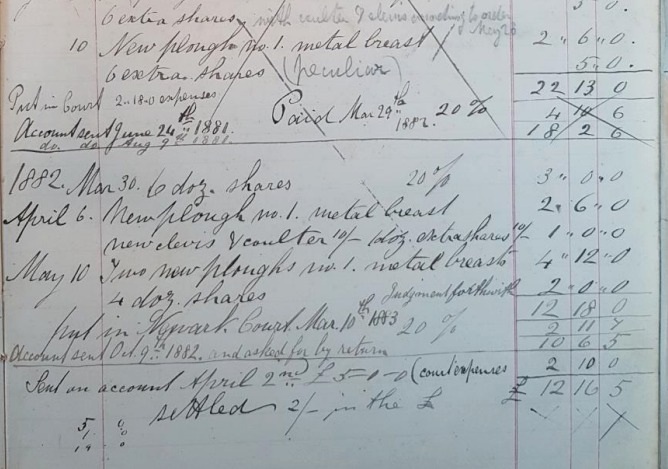 6 extra shares with coulter & clevis according to order 5 " 0.
May 26
10 New plough no. 1. metal breast 2 " 6 " 0.
6 extra shares (peculiar) 5 " 0.
22 13 0
Put in Court 2-18-0 expenses
Paid Mar 29th 1882. 20% 4 10 6
Account sent June 24th 1881. 18 2 6
do. do. Aug 9th 1881
1882. Mar 30. 6 doz. shares 20% 3 " 0 " 0
April 6. New plough no. 1. metal breast 2 " 6 " 0
new clevis & coulter 10/- 1 doz. extra shares 10/- 1 " 0 " 0
May 10 Two new ploughs no. 1. metal breasts 4 " 12 " 0
4 doz. shares 2 " 0 " 0
Judgment forthwith
12 18 0
put in Newark Court Mar. 10th 1883 20% 2 11 7
10 6 5
Account sent Oct. 9th 1882. and asked for by return
2 10 0
Sent on account April 2nd £5-0-0 (court expenses
£ 12 16 5
settled 2/- in the £
5/